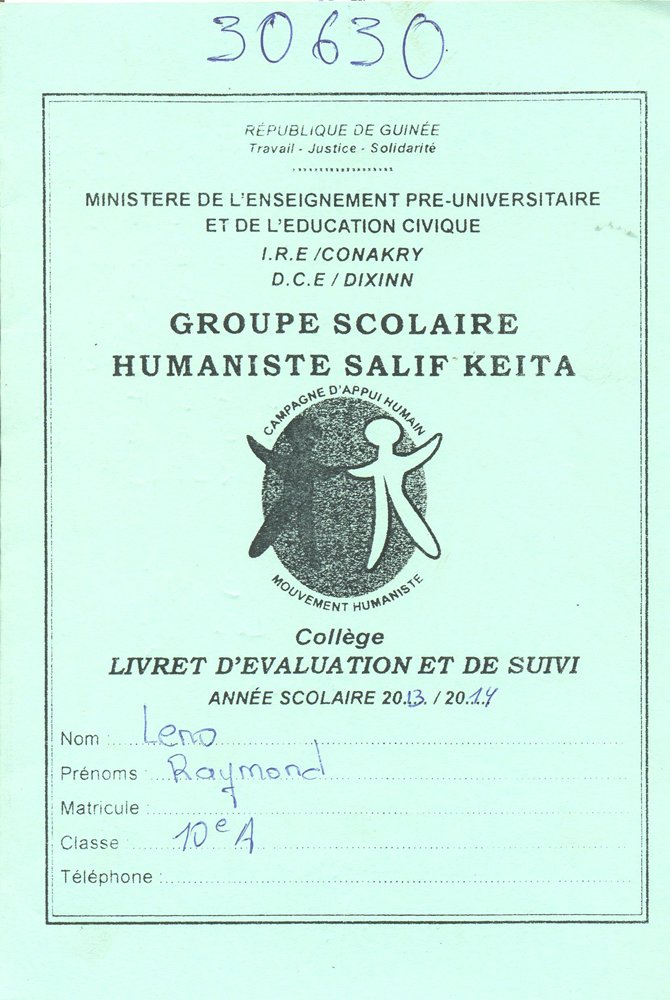 30630
RÉPUBLIQUE DE GUINÉE
Travail - Justice - Solidarité
MINISTERE DE L'ENSEIGNEMENT PRE-UNIVERSITAIRE
ET DE L'EDUCATION CIVIQUE
I.R.E /CONAKRY
D.C.E / DIXINN
GROUPE SCOLAIRE
HUMANISTE SALIF KEITA
CAMPAGNE D'APPUI HUMAIN
MOUVEMENT HUMANISTE
Collège
LIVRET D'EVALUATION ET DE SUIVI
ANNÉE SCOLAIRE 2013 / 2014
Nom : Leno
Prénoms : Raymond
Matricule :
Classe : 10e A
Téléphone :